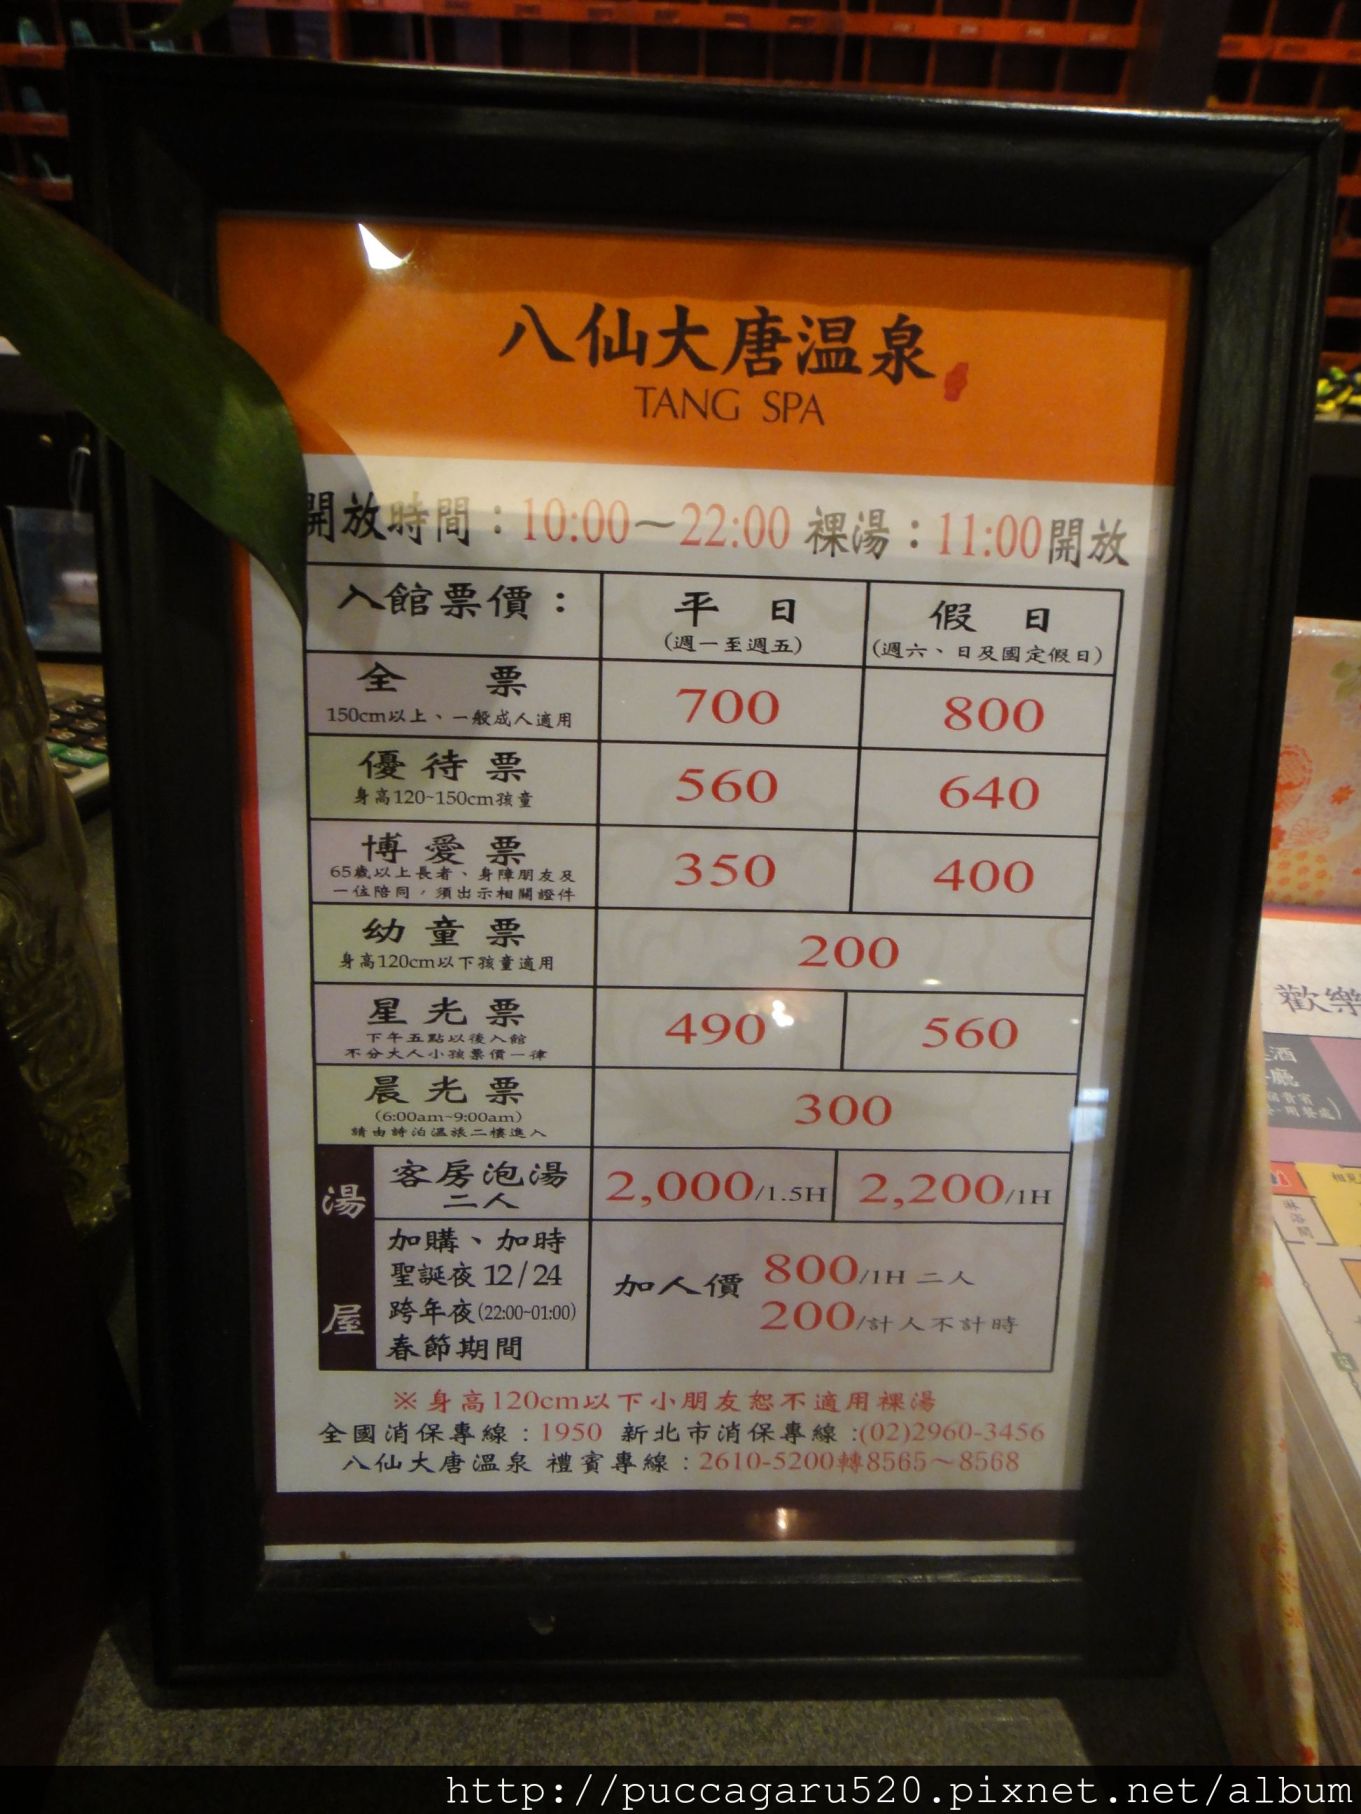 八仙大唐温泉
TANG SPA
開放時間：10:00～22:00 裸湯：11:00開放
入館票價：
平 日
(週一至週五)
假 日
(週六、日及國定假日)
全 票
150cm以上、一般成人適用
700
800
優 待 票
身高120~150cm孩童
560
640
博 愛 票
65歲以上長者、身障朋友及
一位陪同，須出示相關證件
350
400
幼 童 票
身高120cm以下孩童適用
200
星 光 票
下午五點以後入館
不分大人小孩票價一律
490
560
晨 光 票
(6:00am~9:00am)
請由詩泊溫旅二樓進入
300
湯屋
客房泡湯
二人
2,000/1.5H
2,200/1H
加購、加時
聖誕夜 12/24
跨年夜(22:00~01:00)
春節期間
加人價
800/1H 二人
200/計人不計時
※身高120cm以下小朋友恕不適用裸湯
全國消保專線：1950 新北市消保專線:(02)2960-3456
八仙大唐溫泉 禮賓專線：2610-5200轉8565～8568
歡樂
酒
廳
貴賓
用餐處)
淋浴間
http://puccagaru520.pixnet.net/album